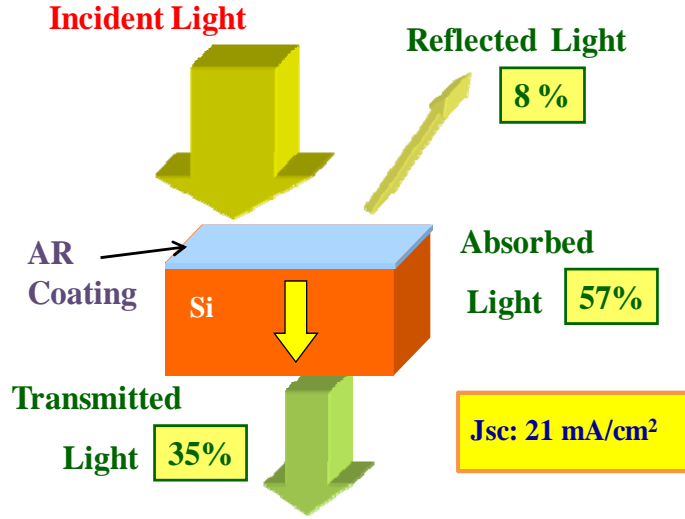 Incident Light
Reflected Light
8 %
AR
Coating
Si
Absorbed
Light 57%
Transmitted
Light 35%
Jsc: 21 mA/cm²